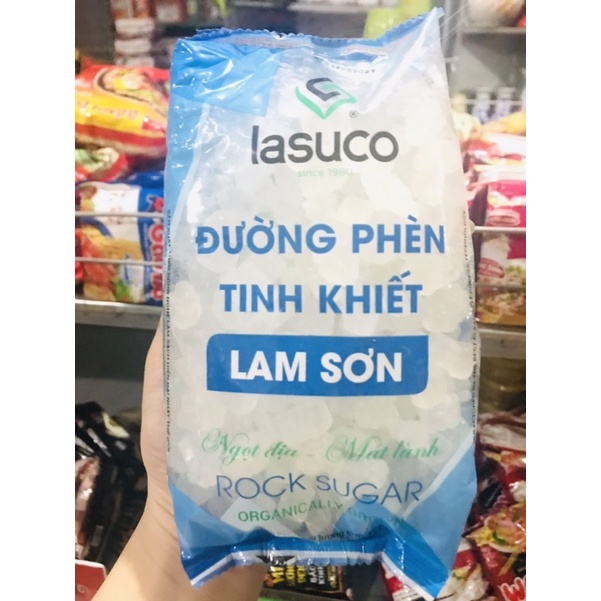 lasuco
®
since 1980
ĐƯỜNG PHÈN
TINH KHIẾT
LAM SƠN
Ngọt dịu - Mát lành
ROCK SUGAR
ORGANICALLY GROWN